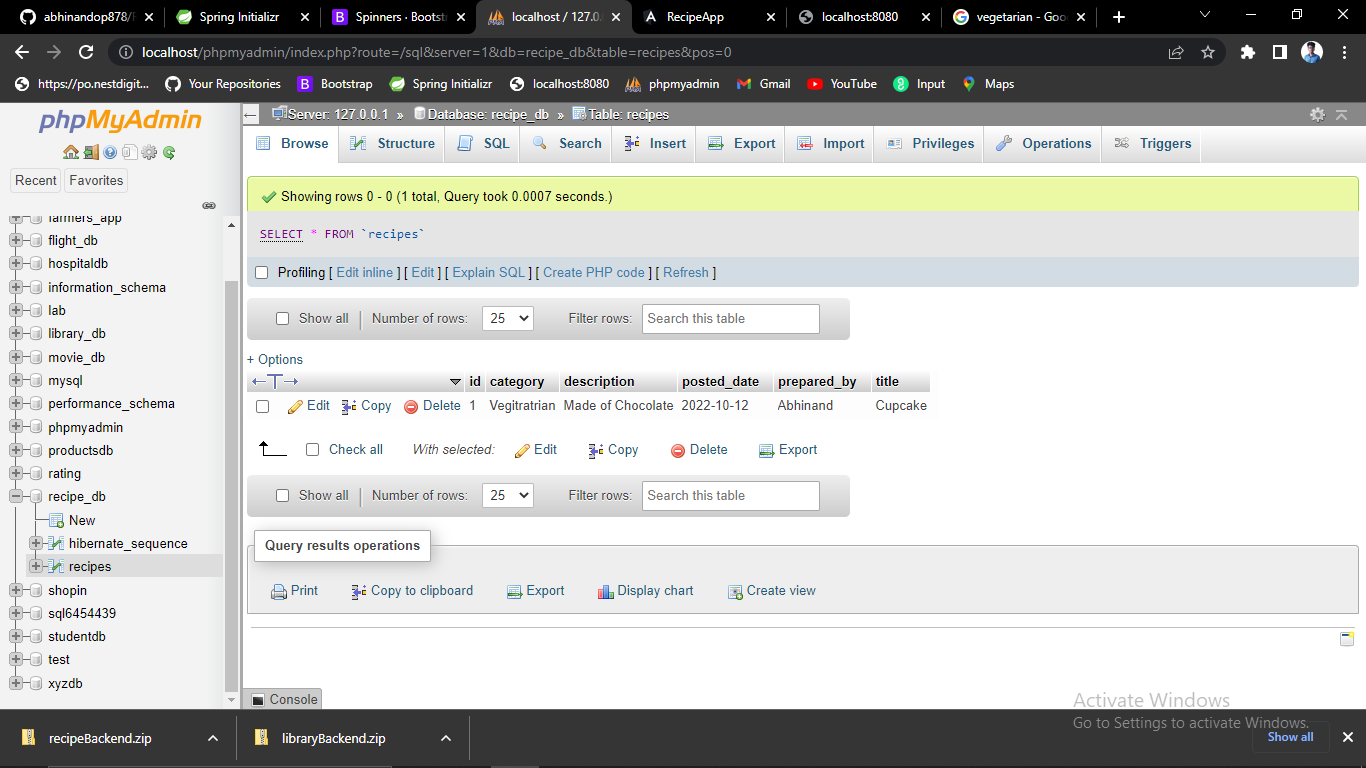 abhinandop878/
Spring Initializr
Spinners · Bootst
localhost / 127.0.
RecipeApp
localhost:8080
vegetarian - Goo
localhost/phpmyadmin/index.php?route=/sql&server=1&db=recipe_db&table=recipes&pos=0
https://po.nestdigit... Your Repositories Bootstrap Spring Initializr localhost:8080 phpmyadmin Gmail YouTube Input Maps
phpMyAdmin
Recent Favorites
farmers_app
flight_db
hospitaldb
information_schema
lab
library_db
movie_db
mysql
performance_schema
phpmyadmin
productsdb
rating
recipe_db
New
hibernate_sequence
recipes
shopin
sql6454439
studentdb
test
xyzdb
Server: 127.0.0.1 » Database: recipe_db » Table: recipes
Browse Structure SQL Search Insert Export Import Privileges Operations Triggers
Showing rows 0 - 0 (1 total, Query took 0.0007 seconds.)
SELECT * FROM `recipes`
Profiling [ Edit inline ] [ Edit ] [ Explain SQL ] [ Create PHP code ] [ Refresh ]
Show all | Number of rows: 25 Filter rows: Search this table
+ Options
id category description posted_date prepared_by title
Edit Copy Delete 1 Vegitratrian Made of Chocolate 2022-10-12 Abhinand Cupcake
Check all With selected: Edit Copy Delete Export
Show all | Number of rows: 25 Filter rows: Search this table
Query results operations
Print Copy to clipboard Export Display chart Create view
Console
Activate Windows
Go to Settings to activate Windows.
recipeBackend.zip libraryBackend.zip Show all